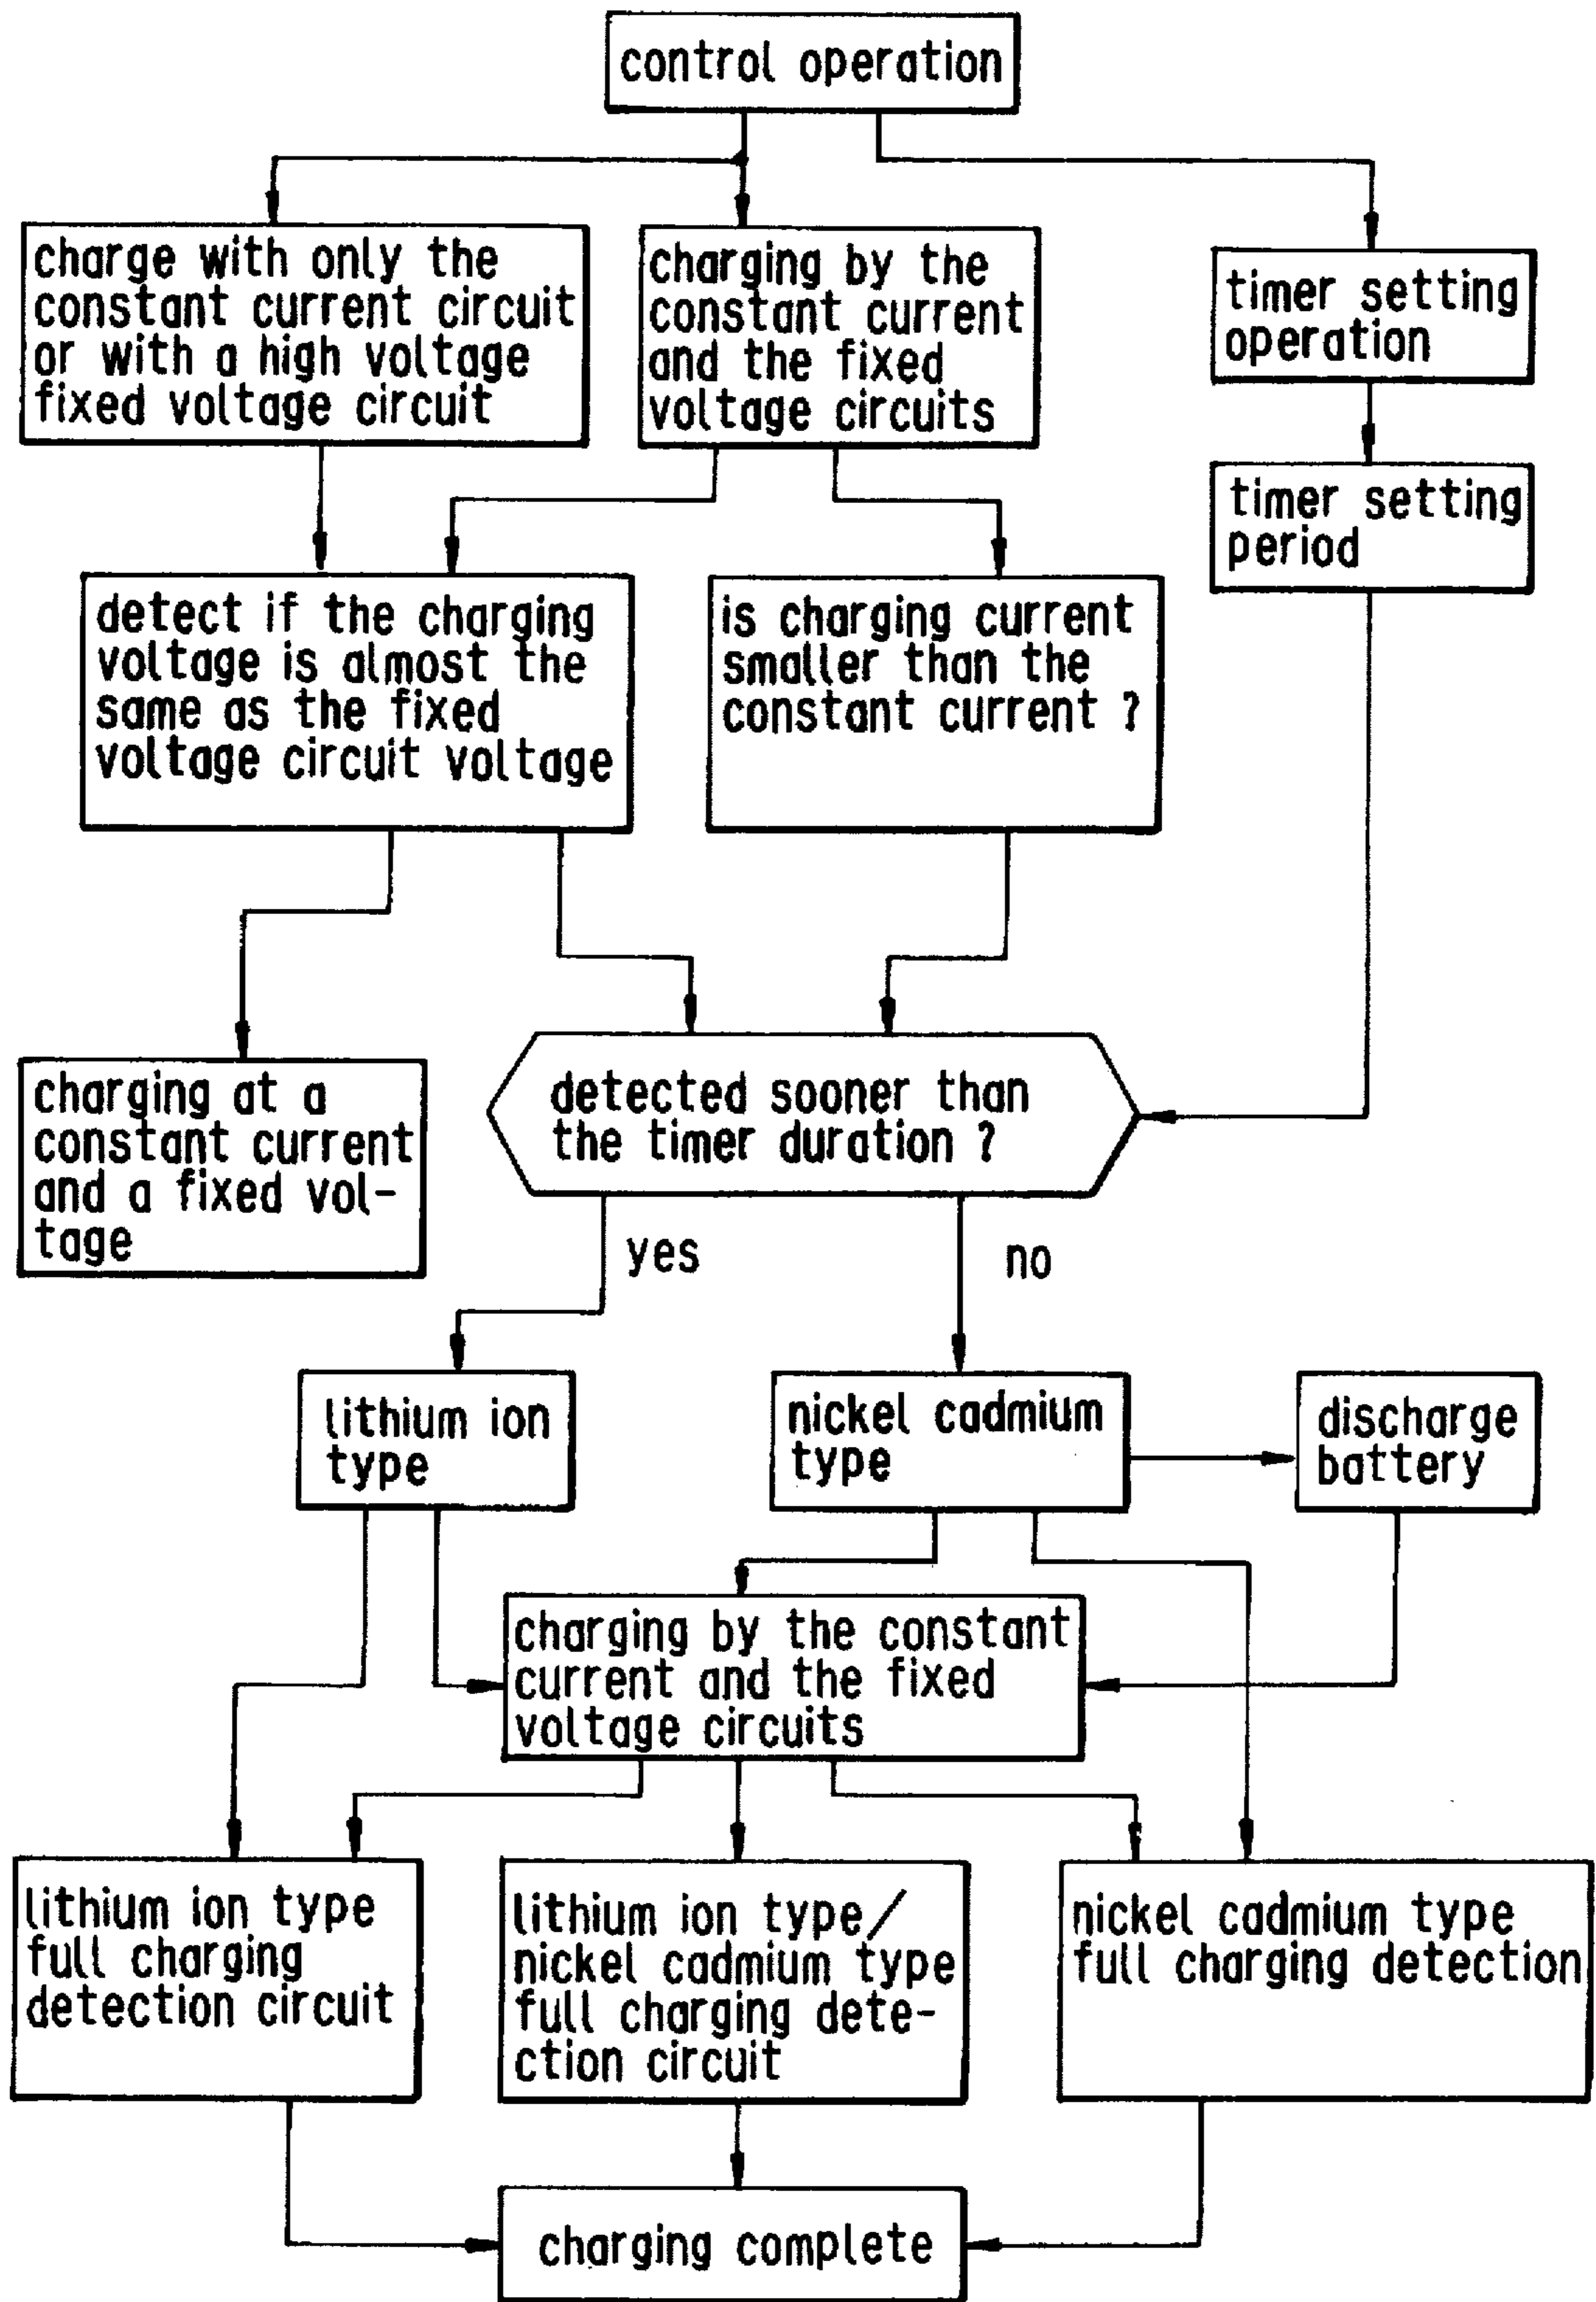 control operation
charge with only the
constant current circuit
or with a high voltage
fixed voltage circuit
charging by the
constant current
and the fixed
voltage circuits
timer setting
operation
timer setting
period
detect if the charging
voltage is almost the
same as the fixed
voltage circuit voltage
is charging current
smaller than the
constant current ?
charging at a
constant current
and a fixed vol-
tage
detected sooner than
the timer duration ?
yes
no
lithium ion
type
nickel cadmium
type
discharge
battery
charging by the constant
current and the fixed
voltage circuits
lithium ion type
full charging
detection circuit
lithium ion type/
nickel cadmium type
full charging dete-
ction circuit
nickel cadmium type
full charging detection
charging complete